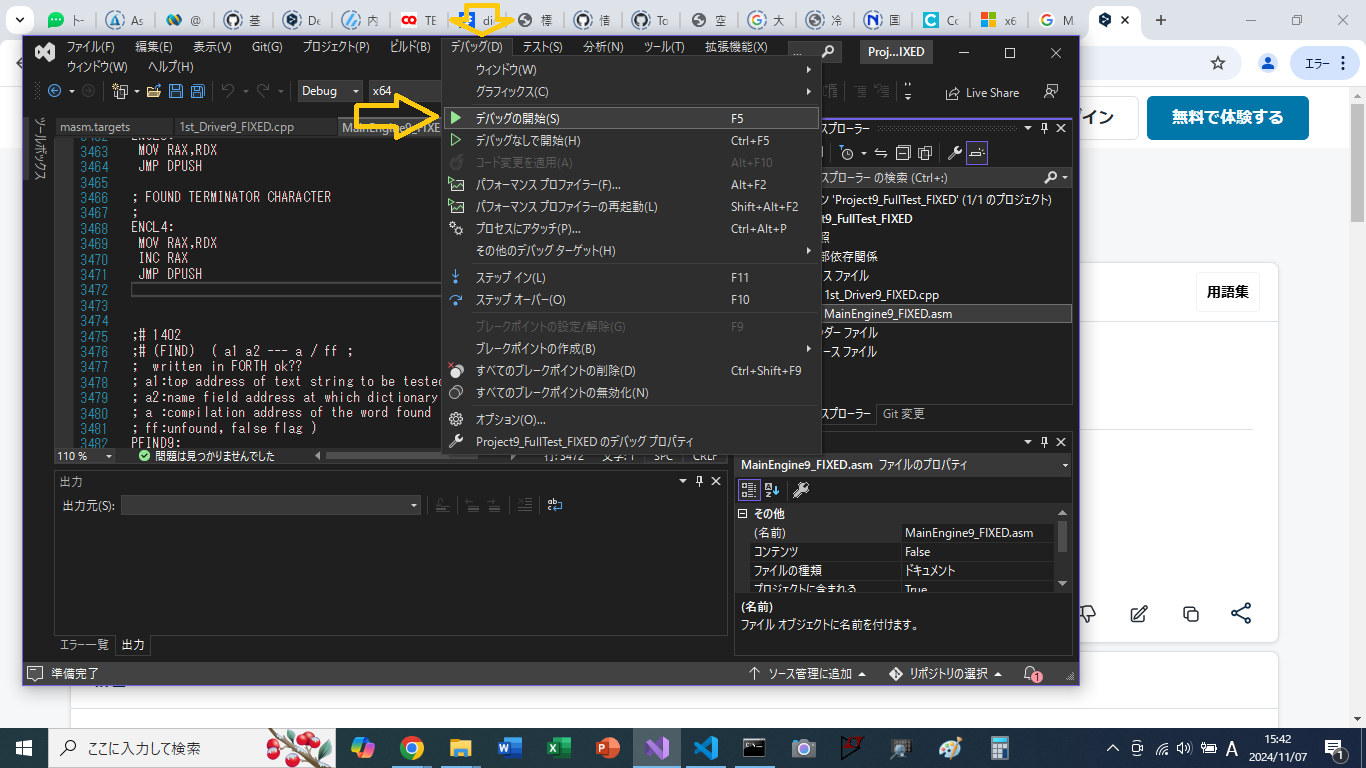 ト-
As
@
基
De
内
TE
di
標
情
To
空
大
冷
国
Cc
x6
M
ファイル(F)
編集(E)
表示(V)
Git(G)
プロジェクト(P)
ビルド(B)
デバッグ(D)
テスト(S)
分析(N)
ツール(T)
拡張機能(X)
...
Proj...IXED
ウィンドウ(W)
ヘルプ(H)
エラー
Debug
x64
Live Share
イン
無料で体験する
ツールボックス
masm.targets
1st_Driver9_FIXED.cpp
MainEngine9_FIXE
3463 MOV RAX,RDX
3464 JMP DPUSH
3465
3466 ; FOUND TERMINATOR CHARACTER
3467 ;
3468 ENCL4:
3469 MOV RAX,RDX
3470 INC RAX
3471 JMP DPUSH
3472
3473
3474
3475 ;# 1402
3476 ;# (FIND) ( a1 a2 --- a / ff ;
3477 ; written in FORTH ok??
3478 ; a1:top address of text string to be tested
3479 ; a2:name field address at which dictionary
3480 ; a :compilation address of the word found
3481 ; ff:unfound, false flag )
3482 PFIND9:
110 %
問題は見つかりませんでした
行: 3472
文字: 1
SPC
CRLF
ウィンドウ(W)
グラフィックス(C)
デバッグの開始(S) F5
デバッグなしで開始(H) Ctrl+F5
コード変更を適用(A) Alt+F10
パフォーマンス プロファイラー(F)... Alt+F2
パフォーマンス プロファイラーの再起動(L) Shift+Alt+F2
プロセスにアタッチ(P)... Ctrl+Alt+P
その他のデバッグ ターゲット(H)
ステップ イン(L) F11
ステップ オーバー(O) F10
ブレークポイントの設定/解除(G) F9
ブレークポイントの作成(B)
すべてのブレークポイントの削除(D) Ctrl+Shift+F9
すべてのブレークポイントの無効化(N)
オプション(O)...
Project9_FullTest_FIXED のデバッグ プロパティ
スプローラー
スプローラー の検索 (Ctrl+:)
ン 'Project9_FullTest_FIXED' (1/1 のプロジェクト)
t9_FullTest_FIXED
照
部依存関係
ス ファイル
1st_Driver9_FIXED.cpp
MainEngine9_FIXED.asm
ダー ファイル
ース ファイル
スプローラー
Git 変更
用語集
MainEngine9_FIXED.asm ファイルのプロパティ
その他
(名前) MainEngine9_FIXED.asm
コンテンツ False
ファイルの種類 ドキュメント
プロジェクトに含まれる True
(名前)
ファイル オブジェクトに名前を付けます。
出力
出力元(S):
エラー一覧
出力
準備完了
ソース管理に追加
リポジトリの選択
1
ここに入力して検索
A
15:42
2024/11/07
1